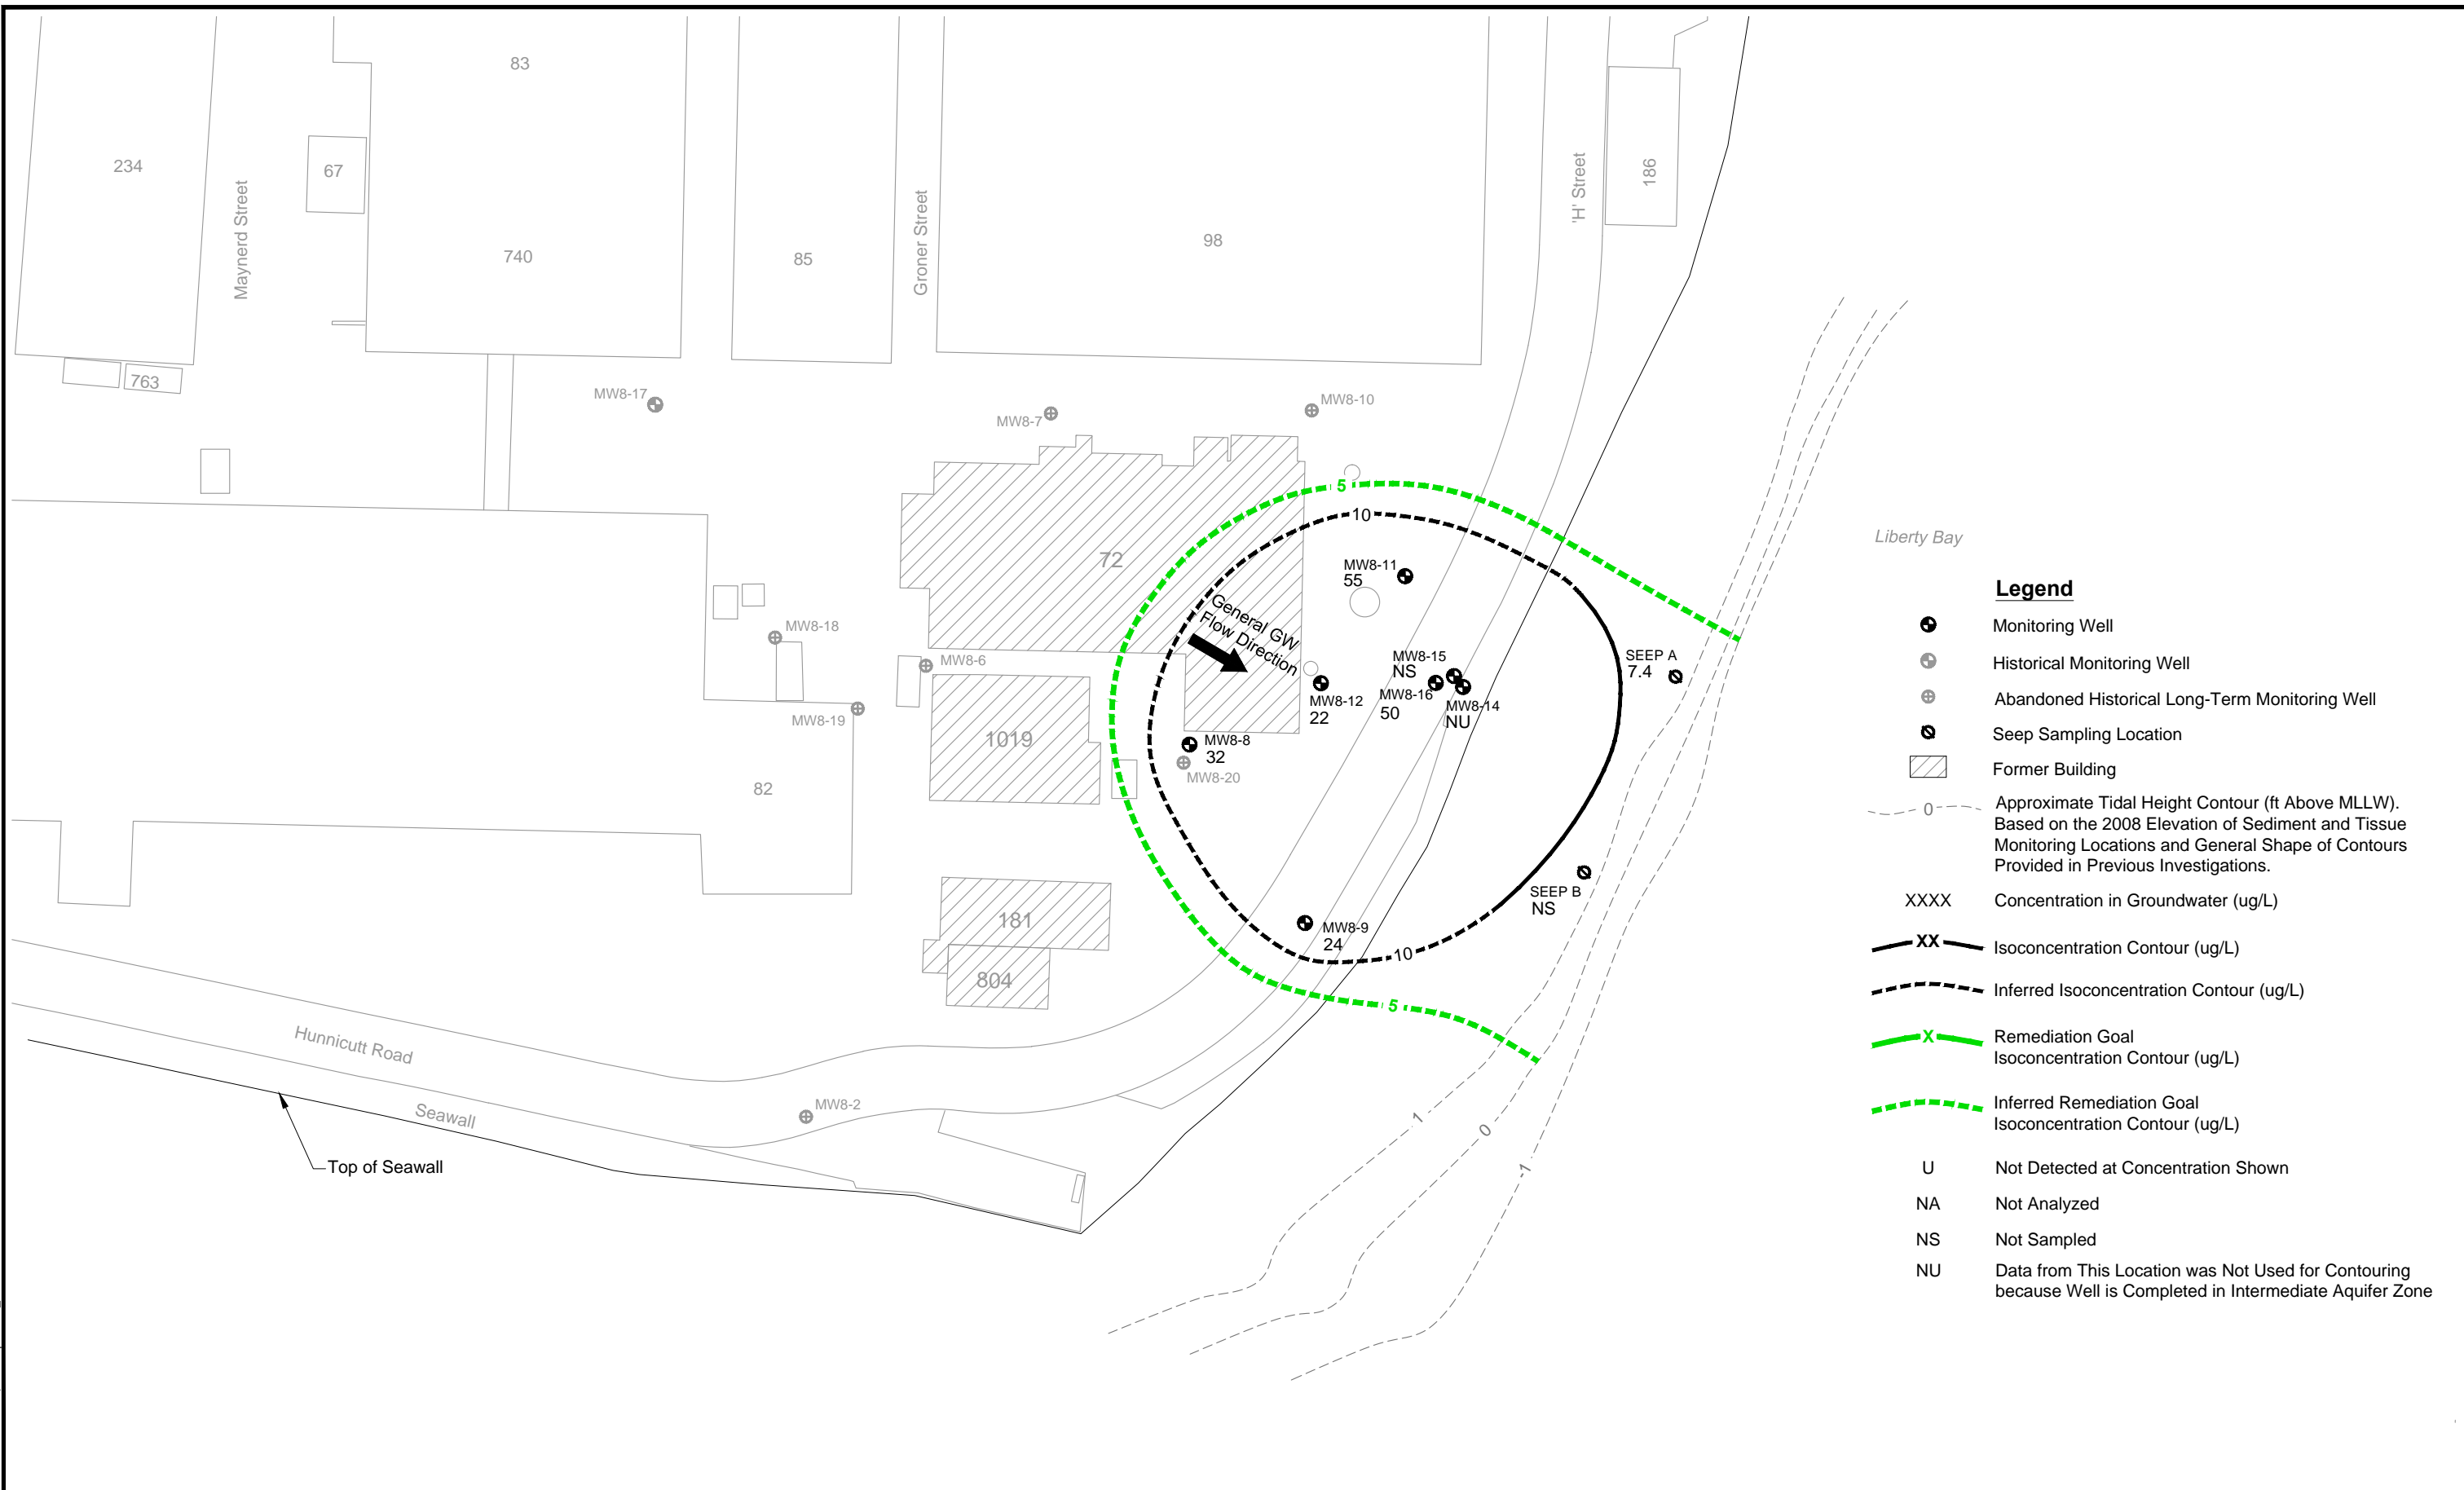 83
234
67
Maynerd Street
740
85
Groner Street
98
'H' Street
186
763
MW8-17
MW8-7
MW8-10
5
10
72
MW8-11
55
General GW
Flow Direction
Liberty Bay
MW8-18
MW8-6
MW8-15
NS
MW8-16
50
MW8-14
NU
SEEP A
7.4
MW8-12
22
MW8-19
1019
MW8-8
32
MW8-20
82
SEEP B
NS
181
MW8-9
24
10
804
5
Hunnicutt Road
Seawall
MW8-2
Top of Seawall
1
0
-1
Legend
Monitoring Well
Historical Monitoring Well
Abandoned Historical Long-Term Monitoring Well
Seep Sampling Location
Former Building
0 Approximate Tidal Height Contour (ft Above MLLW).
Based on the 2008 Elevation of Sediment and Tissue
Monitoring Locations and General Shape of Contours
Provided in Previous Investigations.
XXXX Concentration in Groundwater (ug/L)
XX Isoconcentration Contour (ug/L)
Inferred Isoconcentration Contour (ug/L)
X Remediation Goal
Isoconcentration Contour (ug/L)
Inferred Remediation Goal
Isoconcentration Contour (ug/L)
U Not Detected at Concentration Shown
NA Not Analyzed
NS Not Sampled
NU Data from This Location was Not Used for Contouring
because Well is Completed in Intermediate Aquifer Zone